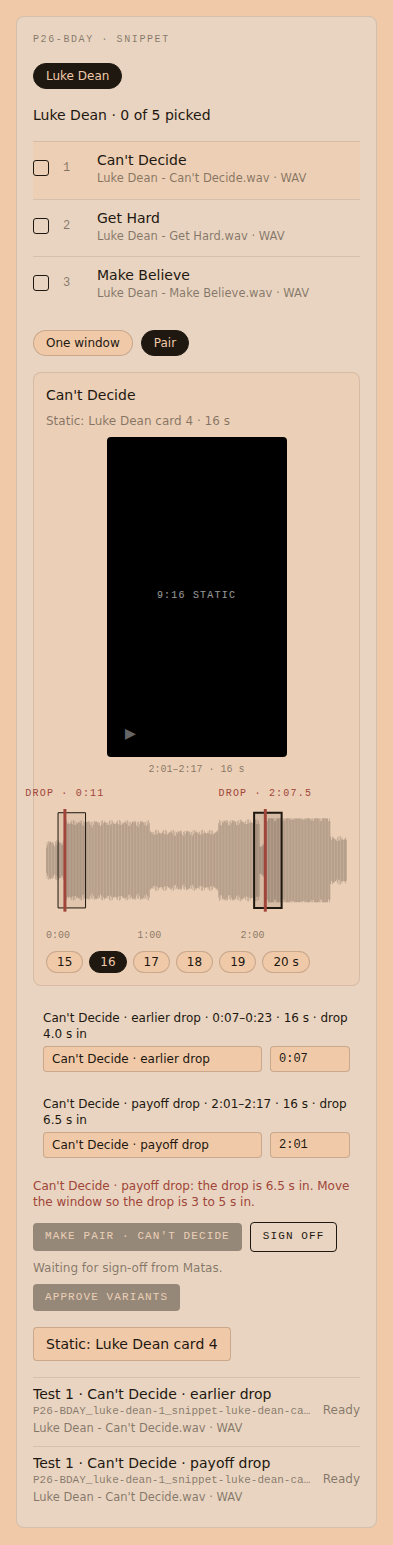 P26-BDAY · SNIPPET
Luke Dean
Luke Dean · 0 of 5 picked
1 Can't Decide
Luke Dean - Can't Decide.wav · WAV
2 Get Hard
Luke Dean - Get Hard.wav · WAV
3 Make Believe
Luke Dean - Make Believe.wav · WAV
One window Pair
Can't Decide
Static: Luke Dean card 4 · 16 s
9:16 STATIC
2:01–2:17 · 16 s
DROP · 0:11 DROP · 2:07.5
0:00 1:00 2:00
15 16 17 18 19 20 s
Can't Decide · earlier drop · 0:07–0:23 · 16 s · drop
4.0 s in
Can't Decide · earlier drop 0:07
Can't Decide · payoff drop · 2:01–2:17 · 16 s · drop
6.5 s in
Can't Decide · payoff drop 2:01
Can't Decide · payoff drop: the drop is 6.5 s in. Move
the window so the drop is 3 to 5 s in.
MAKE PAIR · CAN'T DECIDE SIGN OFF
Waiting for sign-off from Matas.
APPROVE VARIANTS
Static: Luke Dean card 4
Test 1 · Can't Decide · earlier drop
P26-BDAY_luke-dean-1_snippet-luke-dean-ca… Ready
Luke Dean - Can't Decide.wav · WAV
Test 1 · Can't Decide · payoff drop
P26-BDAY_luke-dean-1_snippet-luke-dean-ca… Ready
Luke Dean - Can't Decide.wav · WAV